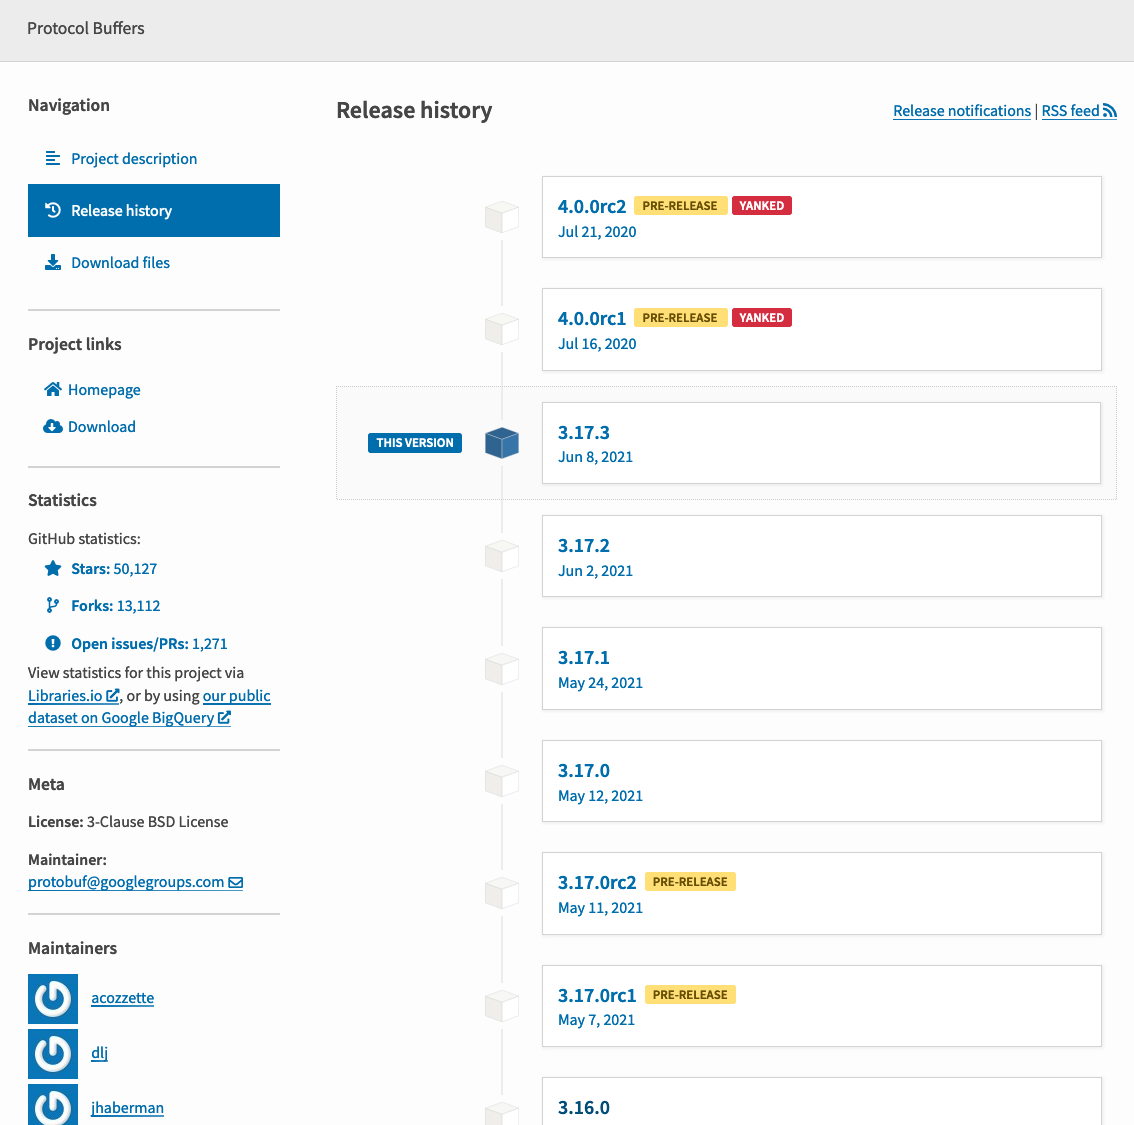 Protocol Buffers
Navigation
Project description
Release history
Download files
Project links
Homepage
Download
Statistics
GitHub statistics:
Stars: 50,127
Forks: 13,112
Open issues/PRs: 1,271
View statistics for this project via
Libraries.io, or by using our public
dataset on Google BigQuery
Meta
License: 3-Clause BSD License
Maintainer:
protobuf@googlegroups.com
Maintainers
acozzette
dlj
jhaberman
Release history
Release notifications | RSS feed
4.0.0rc2 PRE-RELEASE YANKED
Jul 21, 2020
4.0.0rc1 PRE-RELEASE YANKED
Jul 16, 2020
THIS VERSION
3.17.3
Jun 8, 2021
3.17.2
Jun 2, 2021
3.17.1
May 24, 2021
3.17.0
May 12, 2021
3.17.0rc2 PRE-RELEASE
May 11, 2021
3.17.0rc1 PRE-RELEASE
May 7, 2021
3.16.0